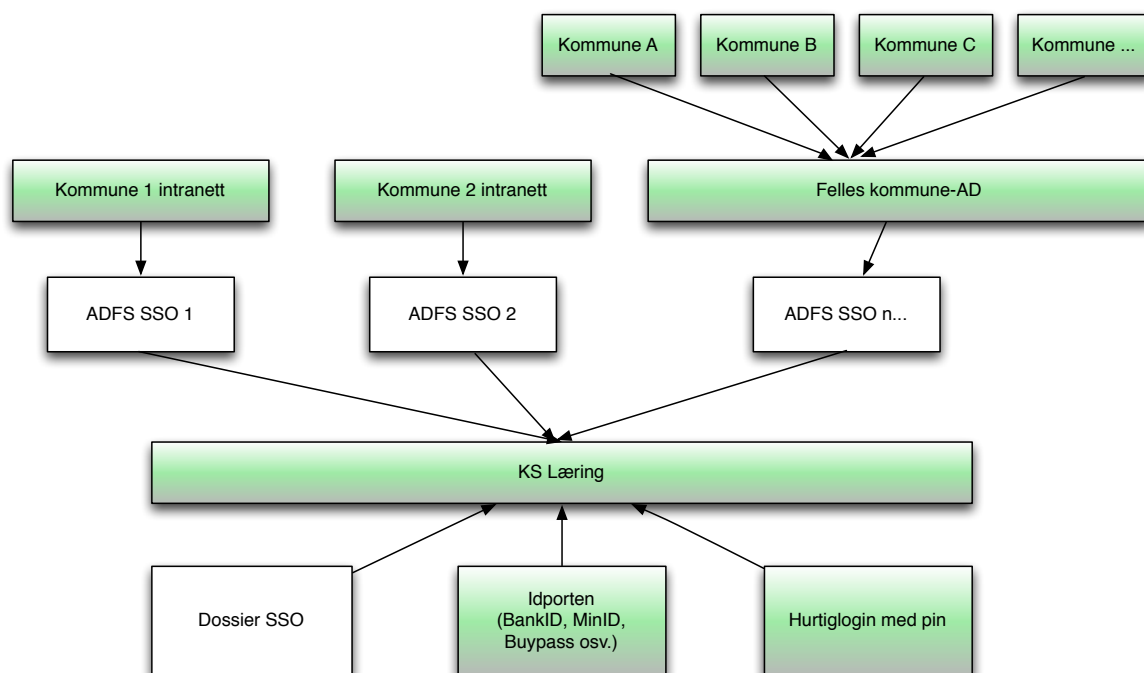 Kommune A
Kommune B
Kommune C
Kommune ...
Kommune 1 intranett
Kommune 2 intranett
Felles kommune-AD
ADFS SSO 1
ADFS SSO 2
ADFS SSO n...
KS Læring
Dossier SSO
Idporten
(BankID, MinID,
Buypass osv.)
Hurtiglogin med pin